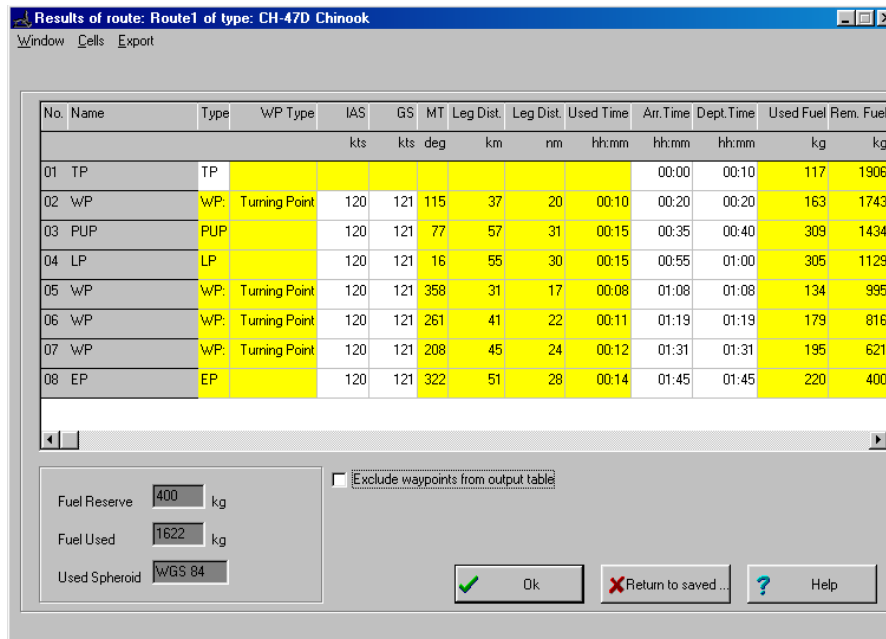 Results of route: Route1 of type: CH-47D Chinook
Window Cells Export
No. Name Type WP Type IAS GS MT Leg Dist. Leg Dist. Used Time Arr.Time Dept.Time Used Fuel Rem. Fuel
kts kts deg km nm hh:mm hh:mm hh:mm kg kg
01 TP TP 00:00 00:10 117 1906
02 WP WP: Turning Point 120 121 115 37 20 00:10 00:20 00:20 163 1743
03 PUP PUP 120 121 77 57 31 00:15 00:35 00:40 309 1434
04 LP LP 120 121 16 55 30 00:15 00:55 01:00 305 1129
05 WP WP: Turning Point 120 121 358 31 17 00:08 01:08 01:08 134 995
06 WP WP: Turning Point 120 121 261 41 22 00:11 01:19 01:19 179 816
07 WP WP: Turning Point 120 121 208 45 24 00:12 01:31 01:31 195 621
08 EP EP 120 121 322 51 28 00:14 01:45 01:45 220 400
Exclude waypoints from output table
Fuel Reserve 400 kg
Fuel Used 1622 kg
Used Spheroid WGS 84
Ok Return to saved ... ? Help